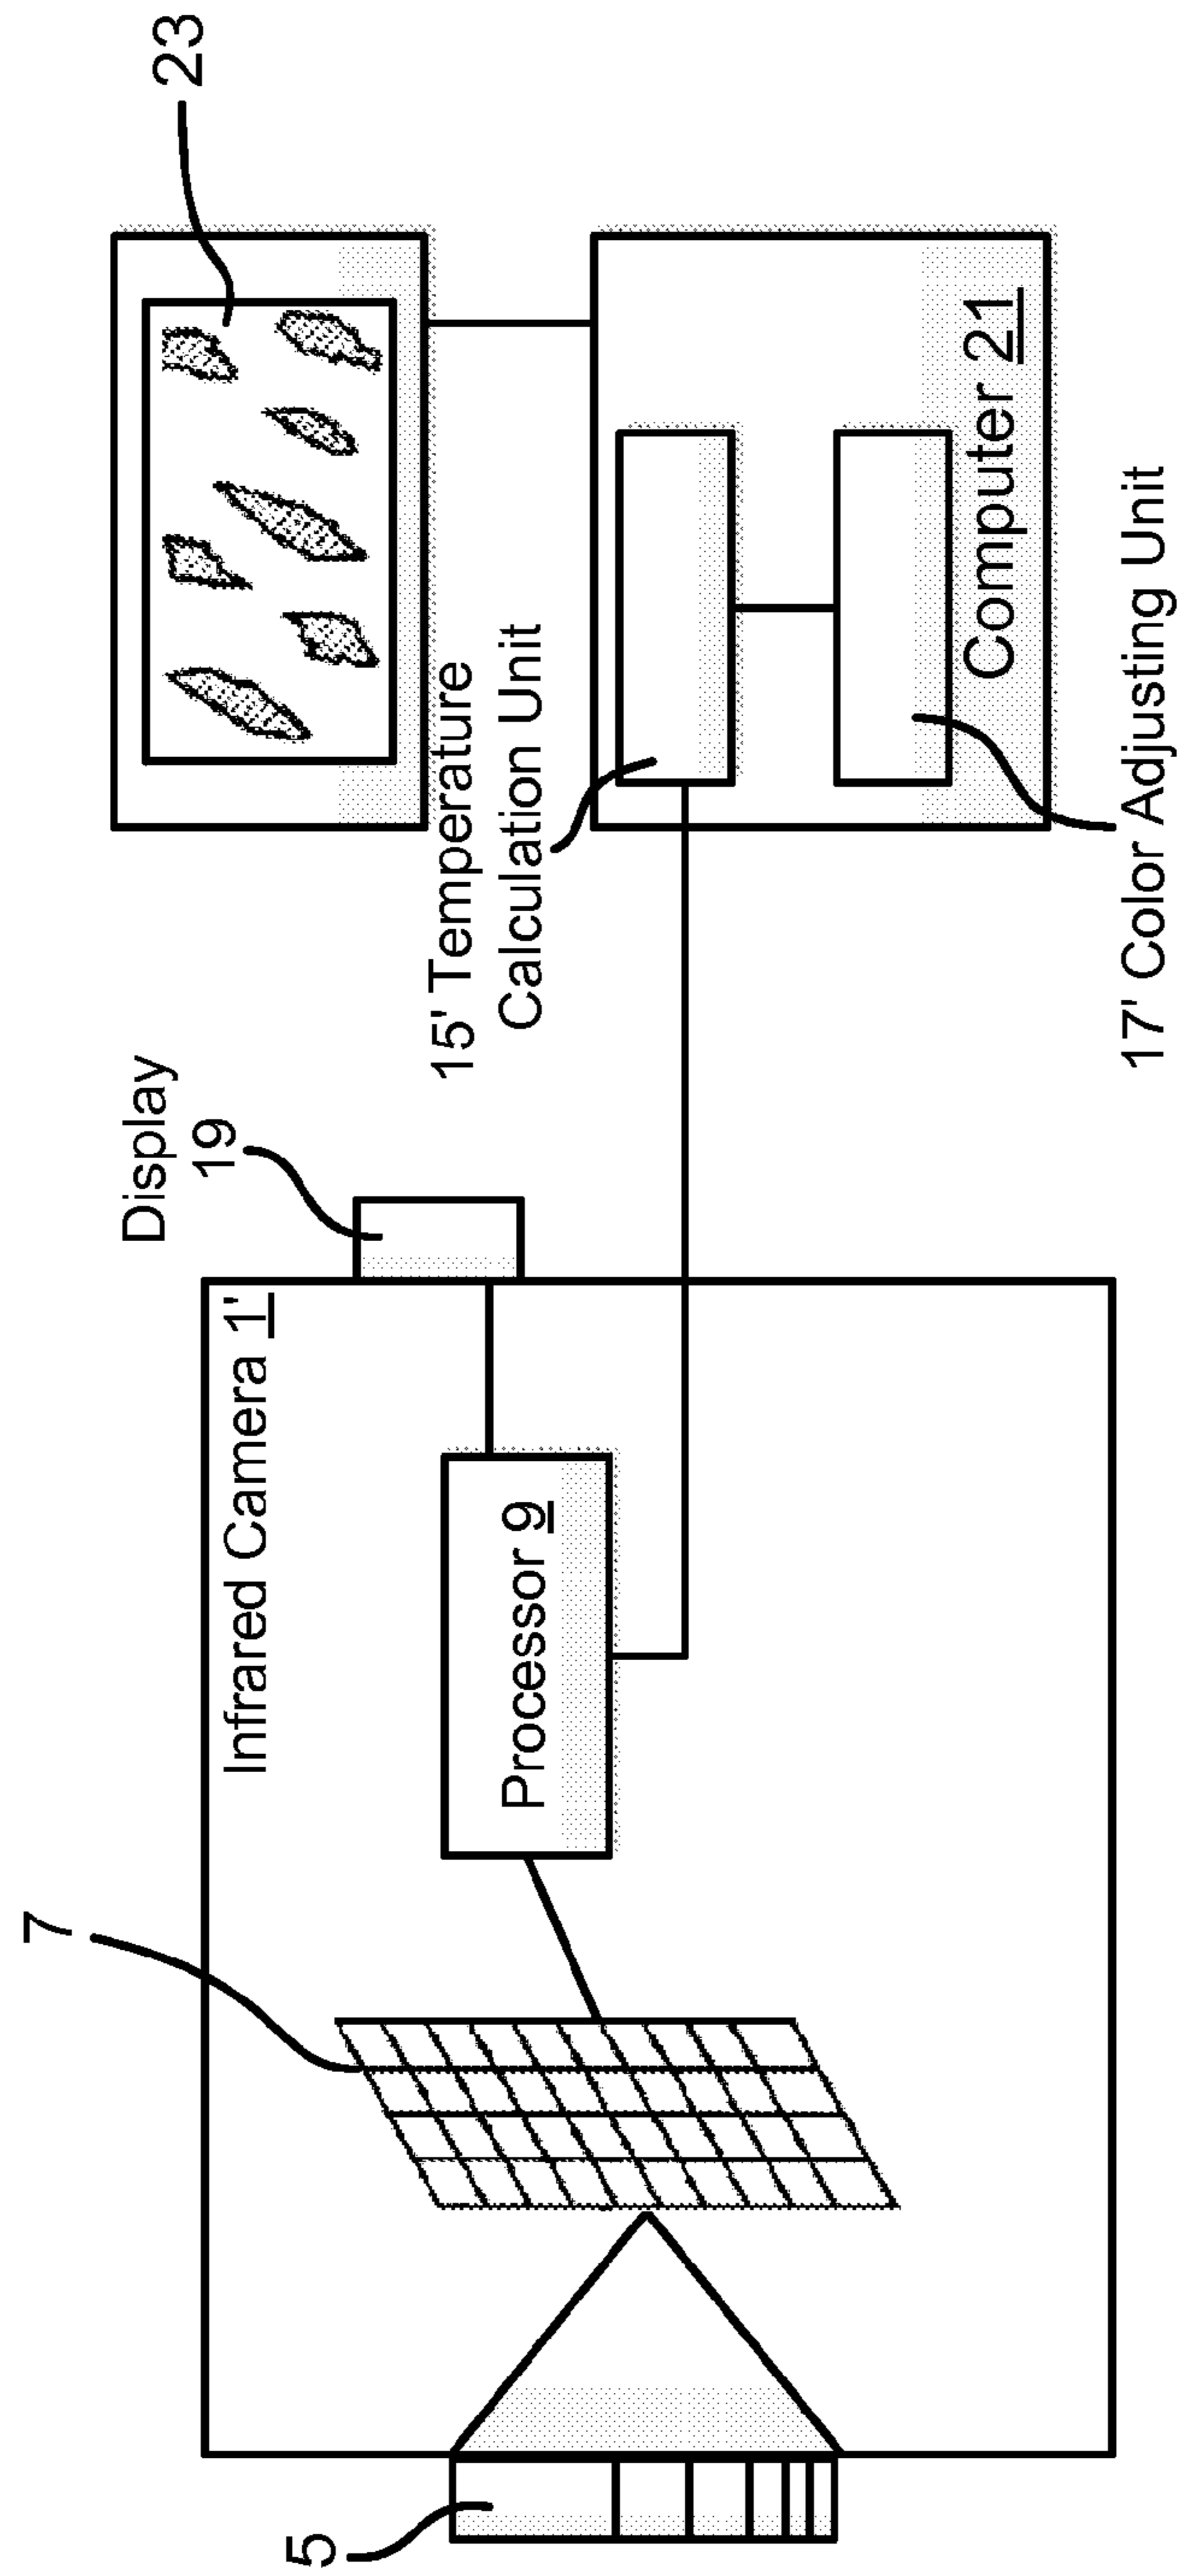 5
7
Infrared Camera 1'
Processor 9
Display
19
15' Temperature
Calculation Unit
23
Computer 21
17' Color Adjusting Unit